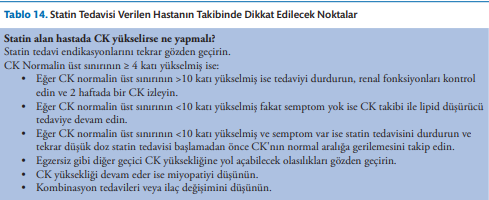 Tablo 14. Statin Tedavisi Verilen Hastanın Takibinde Dikkat Edilecek Noktalar
Statin alan hastada CK yükselirse ne yapmalı?
Statin tedavi endikasyonlarını tekrar gözden geçirin.
CK Normalin üst sınırının ≥ 4 katı yükselmiş ise:
• Eğer CK normalin üst sınırının >10 katı yükselmiş ise tedaviyi durdurun, renal fonksiyonları kontrol
edin ve 2 haftada bir CK izleyin.
• Eğer CK normalin üst sınırının <10 katı yükselmiş fakat semptom yok ise CK takibi ile lipid düşürücü
tedaviye devam edin.
• Eğer CK normalin üst sınırının <10 katı yükselmiş ve semptom var ise statin tedavisini durdurun ve
tekrar düşük doz statin tedavisi başlamadan önce CK'nın normal aralığa gerilemesini takip edin.
• Egzersiz gibi diğer geçici CK yüksekliğine yol açabilecek olasılıkları gözden geçirin.
• CK yüksekliği devam eder ise miyopatiyi düşünün.
• Kombinasyon tedavileri veya ilaç değişimini düşünün.